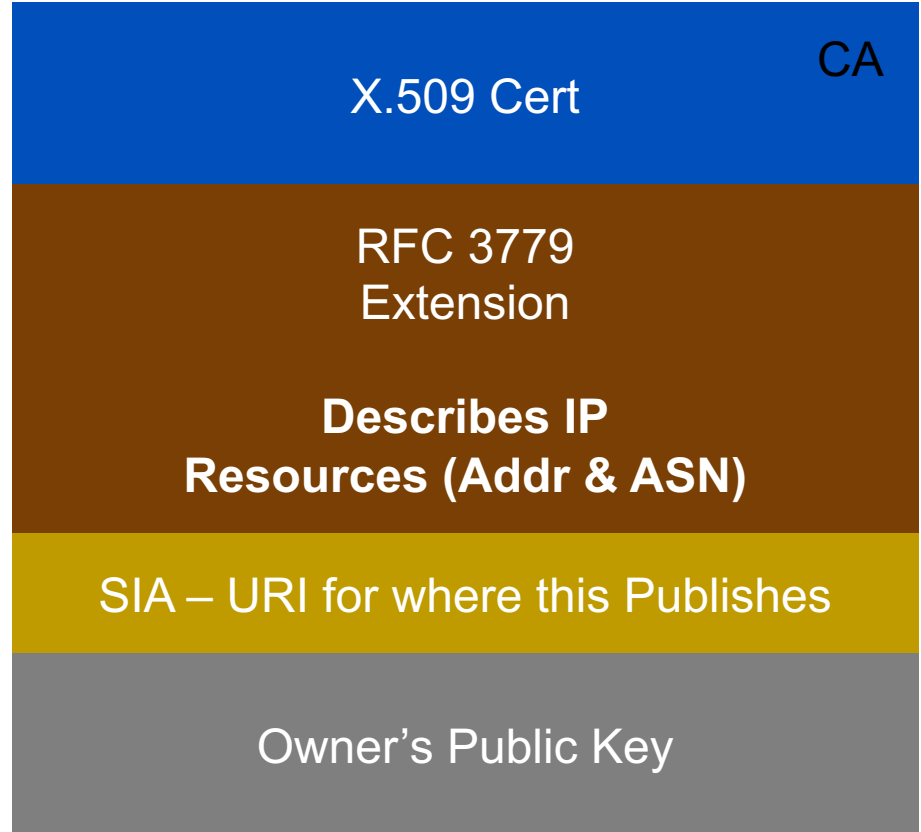 CA
X.509 Cert
RFC 3779
Extension
Describes IP
Resources (Addr & ASN)
SIA – URI for where this Publishes
Owner’s Public Key